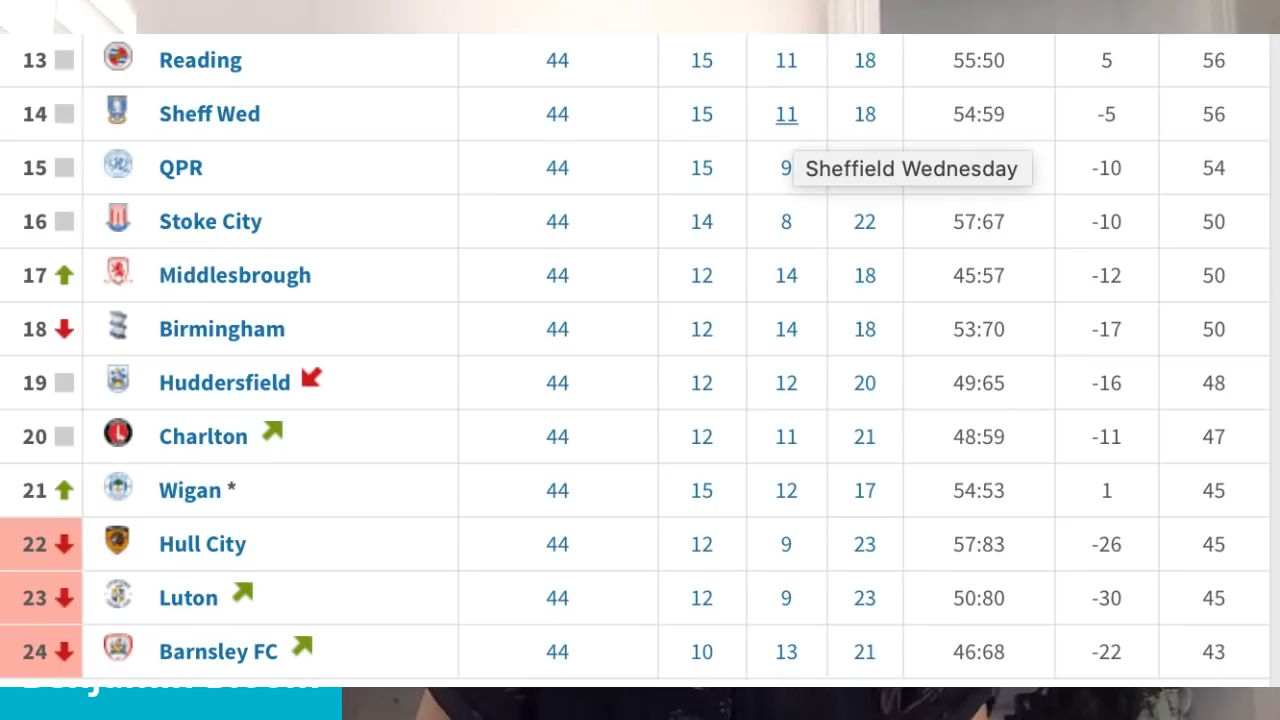 13 Reading 44 15 11 18 55:50 5 56
14 Sheff Wed 44 15 11 18 54:59 -5 56
15 QPR 44 15 9 Sheffield Wednesday -10 54
16 Stoke City 44 14 8 22 57:67 -10 50
17 Middlesbrough 44 12 14 18 45:57 -12 50
18 Birmingham 44 12 14 18 53:70 -17 50
19 Huddersfield 44 12 12 20 49:65 -16 48
20 Charlton 44 12 11 21 48:59 -11 47
21 Wigan * 44 15 12 17 54:53 1 45
22 Hull City 44 12 9 23 57:83 -26 45
23 Luton 44 12 9 23 50:80 -30 45
24 Barnsley FC 44 10 13 21 46:68 -22 43